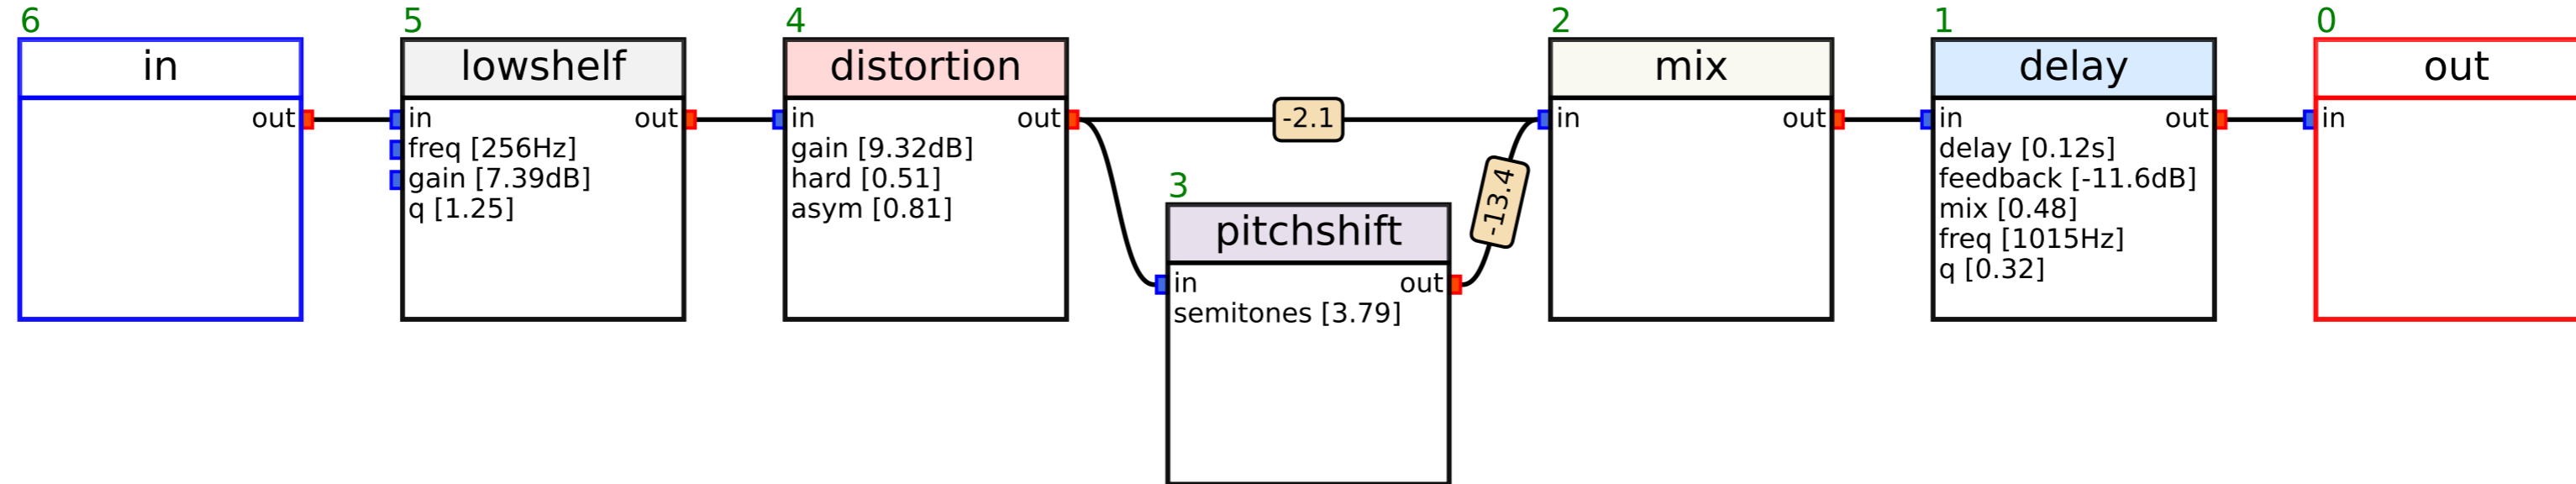 6
in
out
5
lowshelf
in out
freq [256Hz]
gain [7.39dB]
q [1.25]
4
distortion
in out
gain [9.32dB]
hard [0.51]
asym [0.81]
-2.1
3
pitchshift
in out
semitones [3.79]
-13.4
2
mix
in out
1
delay
in out
delay [0.12s]
feedback [-11.6dB]
mix [0.48]
freq [1015Hz]
q [0.32]
0
out
in